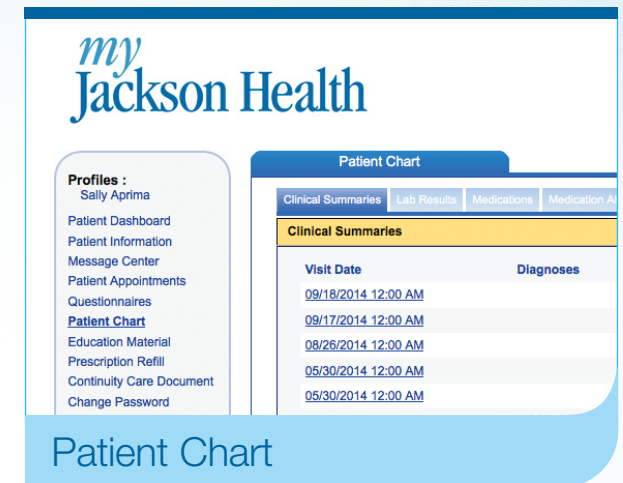 my
Jackson Health
Profiles :
Sally Aprima
Patient Dashboard
Patient Information
Message Center
Patient Appointments
Questionnaires
Patient Chart
Education Material
Prescription Refill
Continuity Care Document
Change Password
Patient Chart
Clinical Summaries Lab Results Medications Medication Al
Clinical Summaries
Visit Date Diagnoses
09/18/2014 12:00 AM
09/17/2014 12:00 AM
08/26/2014 12:00 AM
05/30/2014 12:00 AM
05/30/2014 12:00 AM
Patient Chart